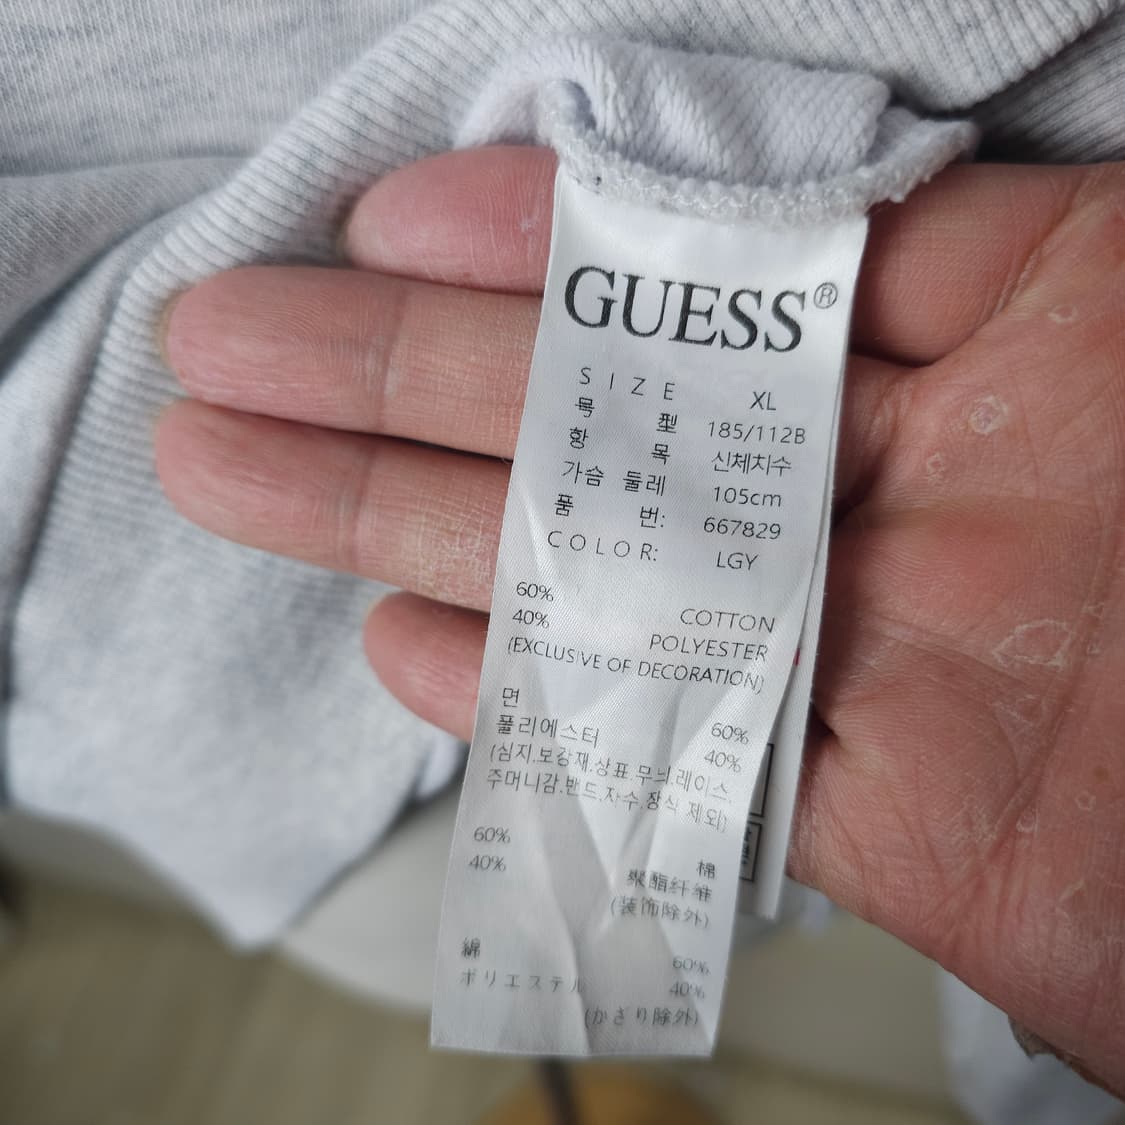 GUESS®
SIZE XL
号型 185/112B
항목 신체치수
가슴둘레 105cm
품번: 667829
COLOR: LGY
60% COTTON
40% POLYESTER
(EXCLUSIVE OF DECORATION)
면 60%
폴리에스터 40%
(심지.보강재.상표.무늬.레이스.
주머니감.밴드.자수.장식 제외)
60% 棉
40% 聚酯纤维
(装饰除外)
綿 60%
ポリエステル 40%
(かざり除外)